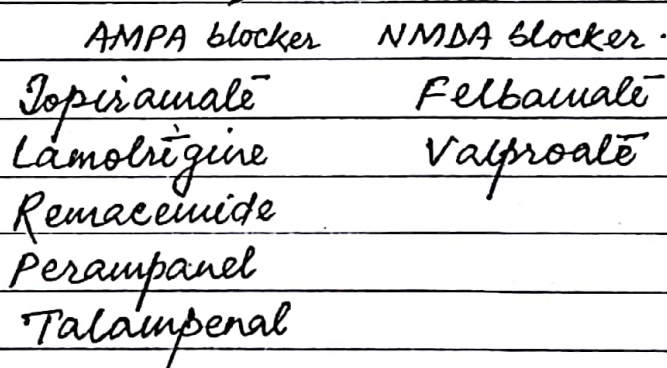 AMPA blocker NMDA blocker.
Topiramate Felbamate
Lamotrigine Valproate
Remacemide
Perampanel
Talampenal